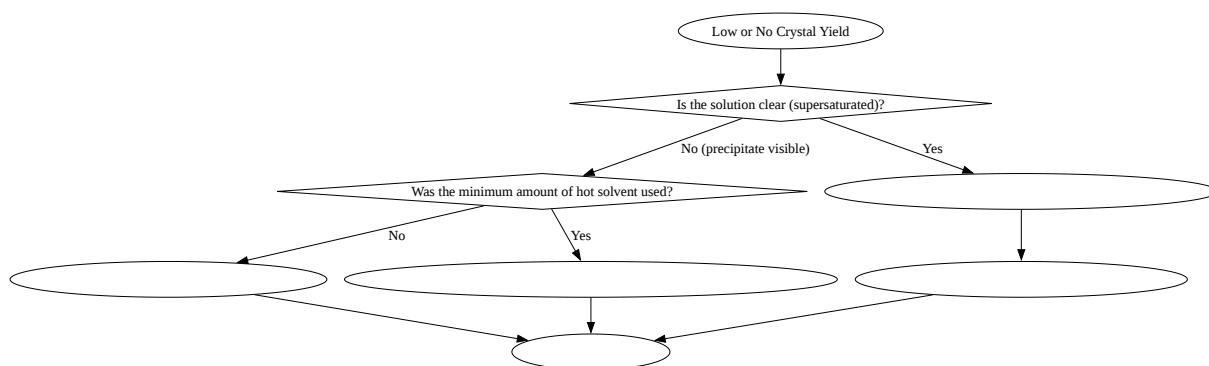 Low or No Crystal Yield
Is the solution clear (supersaturated)?
No (precipitate visible)
Yes
Was the minimum amount of hot solvent used?
No
Yes